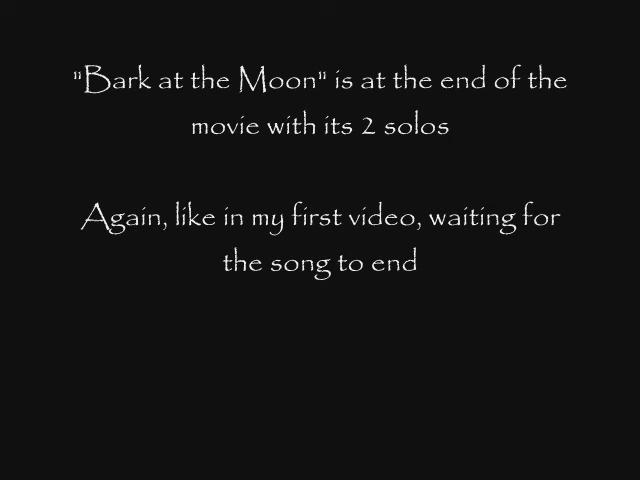 "Bark at the Moon" is at the end of the
movie with its 2 solos
Again, like in my first video, waiting for
the song to end